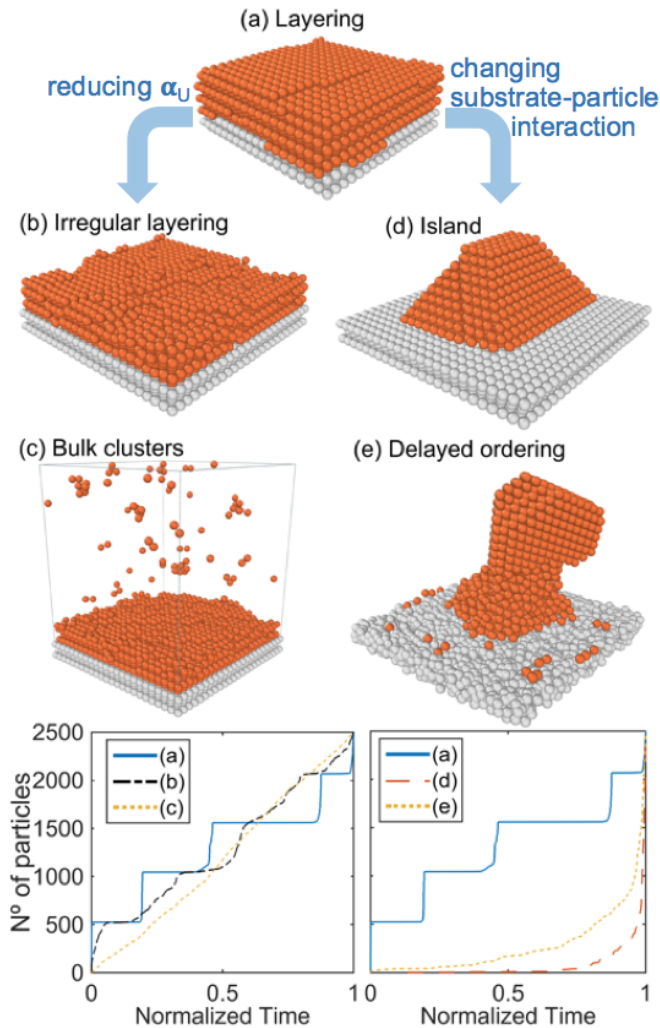 (a) Layering
reducing αU
changing
substrate-particle
interaction
(b) Irregular layering
(d) Island
(c) Bulk clusters
(e) Delayed ordering
Nº of particles
2500
2000
1500
1000
500
0
(a)
(b)
(c)
0
0.5
1
Normalized Time
(a)
(d)
(e)
0
0.5
1
Normalized Time